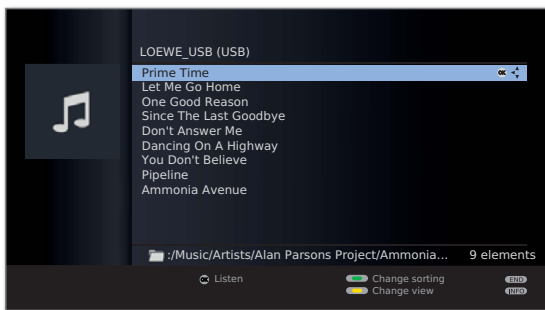 LOEWE_USB (USB)
Prime Time OK
Let Me Go Home
One Good Reason
Since The Last Goodbye
Don't Answer Me
Dancing On A Highway
You Don't Believe
Pipeline
Ammonia Avenue
:/Music/Artists/Alan Parsons Project/Ammonia... 9 elements
OK Listen Change sorting END
Change view INFO